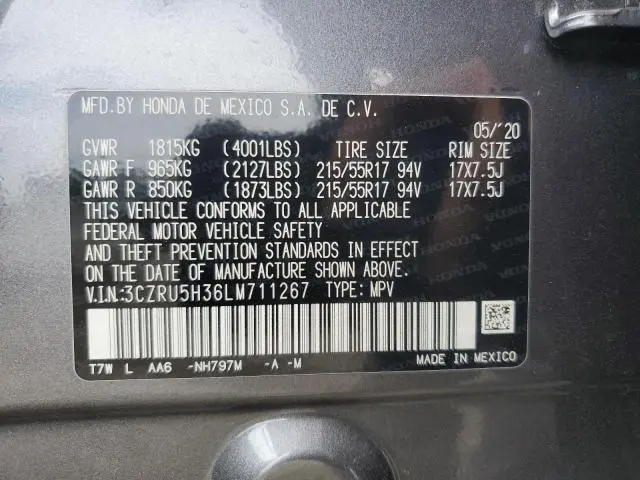 MFD.BY HONDA DE MEXICO S.A. DE C.V.
05/'20
GVWR 1815KG (4001LBS) TIRE SIZE RIM SIZE
GAWR F 965KG (2127LBS) 215/55R17 94V 17X7.5J
GAWR R 850KG (1873LBS) 215/55R17 94V 17X7.5J
THIS VEHICLE CONFORMS TO ALL APPLICABLE
FEDERAL MOTOR VEHICLE SAFETY
AND THEFT PREVENTION STANDARDS IN EFFECT
ON THE DATE OF MANUFACTURE SHOWN ABOVE.
V.I.N:3CZRU5H36LM711267 TYPE: MPV
T7W L AA6 -NH797M -A -M MADE IN MEXICO